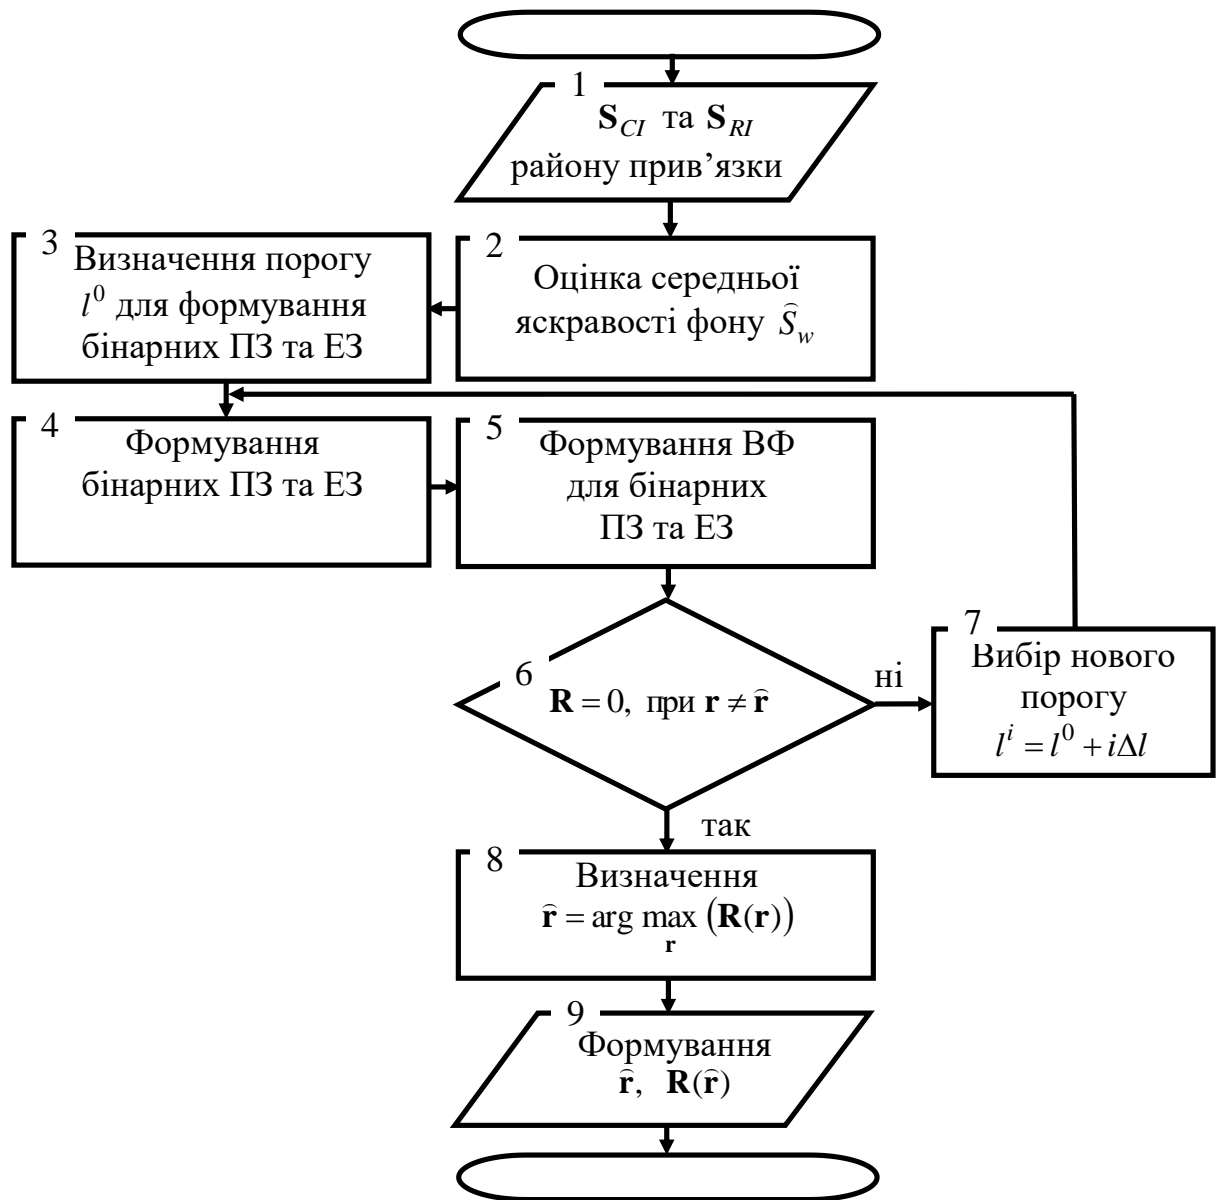 1
S_CI та S_RI
району прив’язки
2
Оцінка середньої
яскравості фону Ŝ_w
3
Визначення порогу
l^0 для формування
бінарних ПЗ та ЕЗ
4
Формування
бінарних ПЗ та ЕЗ
5
Формування ВФ
для бінарних
ПЗ та ЕЗ
6
R = 0, при r ≠ r̂
ні
7
Вибір нового
порогу
l^i = l^0 + iΔl
так
8
Визначення
r̂ = arg max (R(r))
r
9
Формування
r̂, R(r̂)